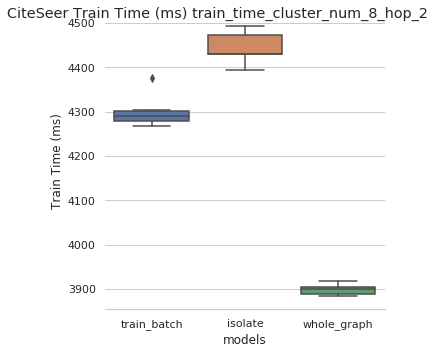 CiteSeer Train Time (ms) train_time_cluster_num_8_hop_2
4500
4400
4300
4200
4100
4000
3900
Train Time (ms)
train_batch isolate whole_graph
models